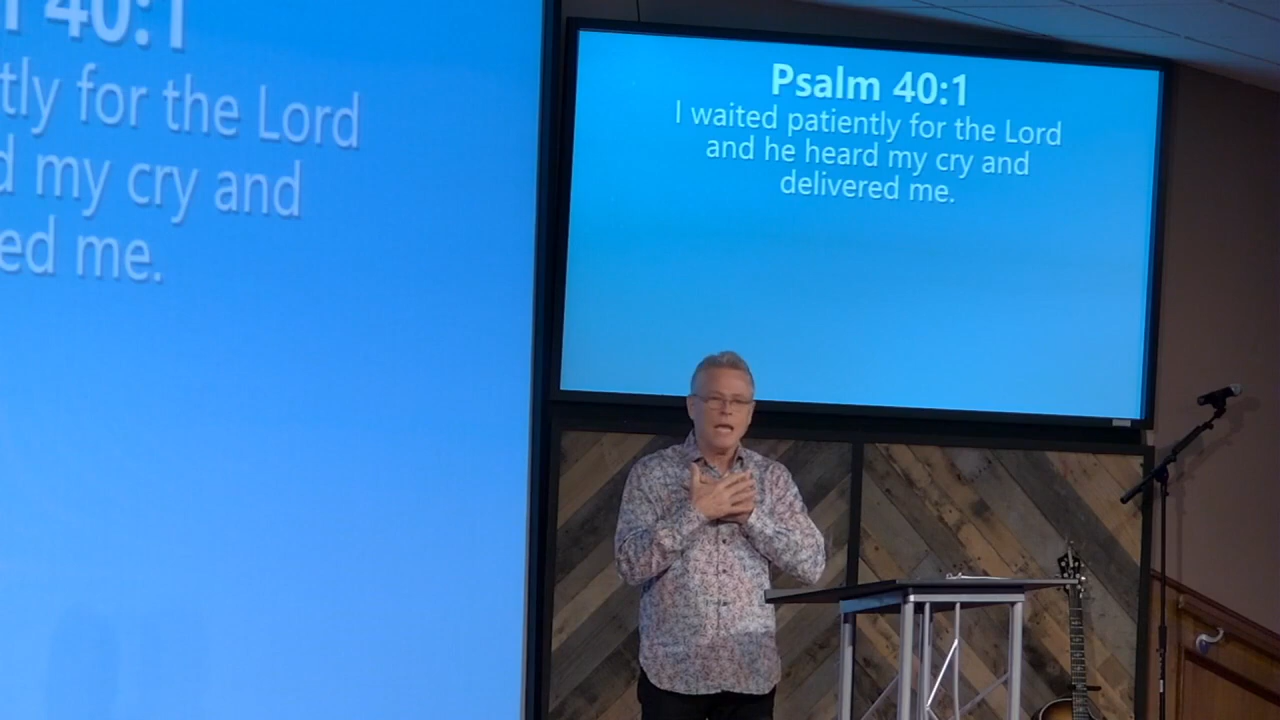 40:1
tly for the Lord
d my cry and
ed me.
Psalm 40:1
I waited patiently for the Lord
and he heard my cry and
delivered me.